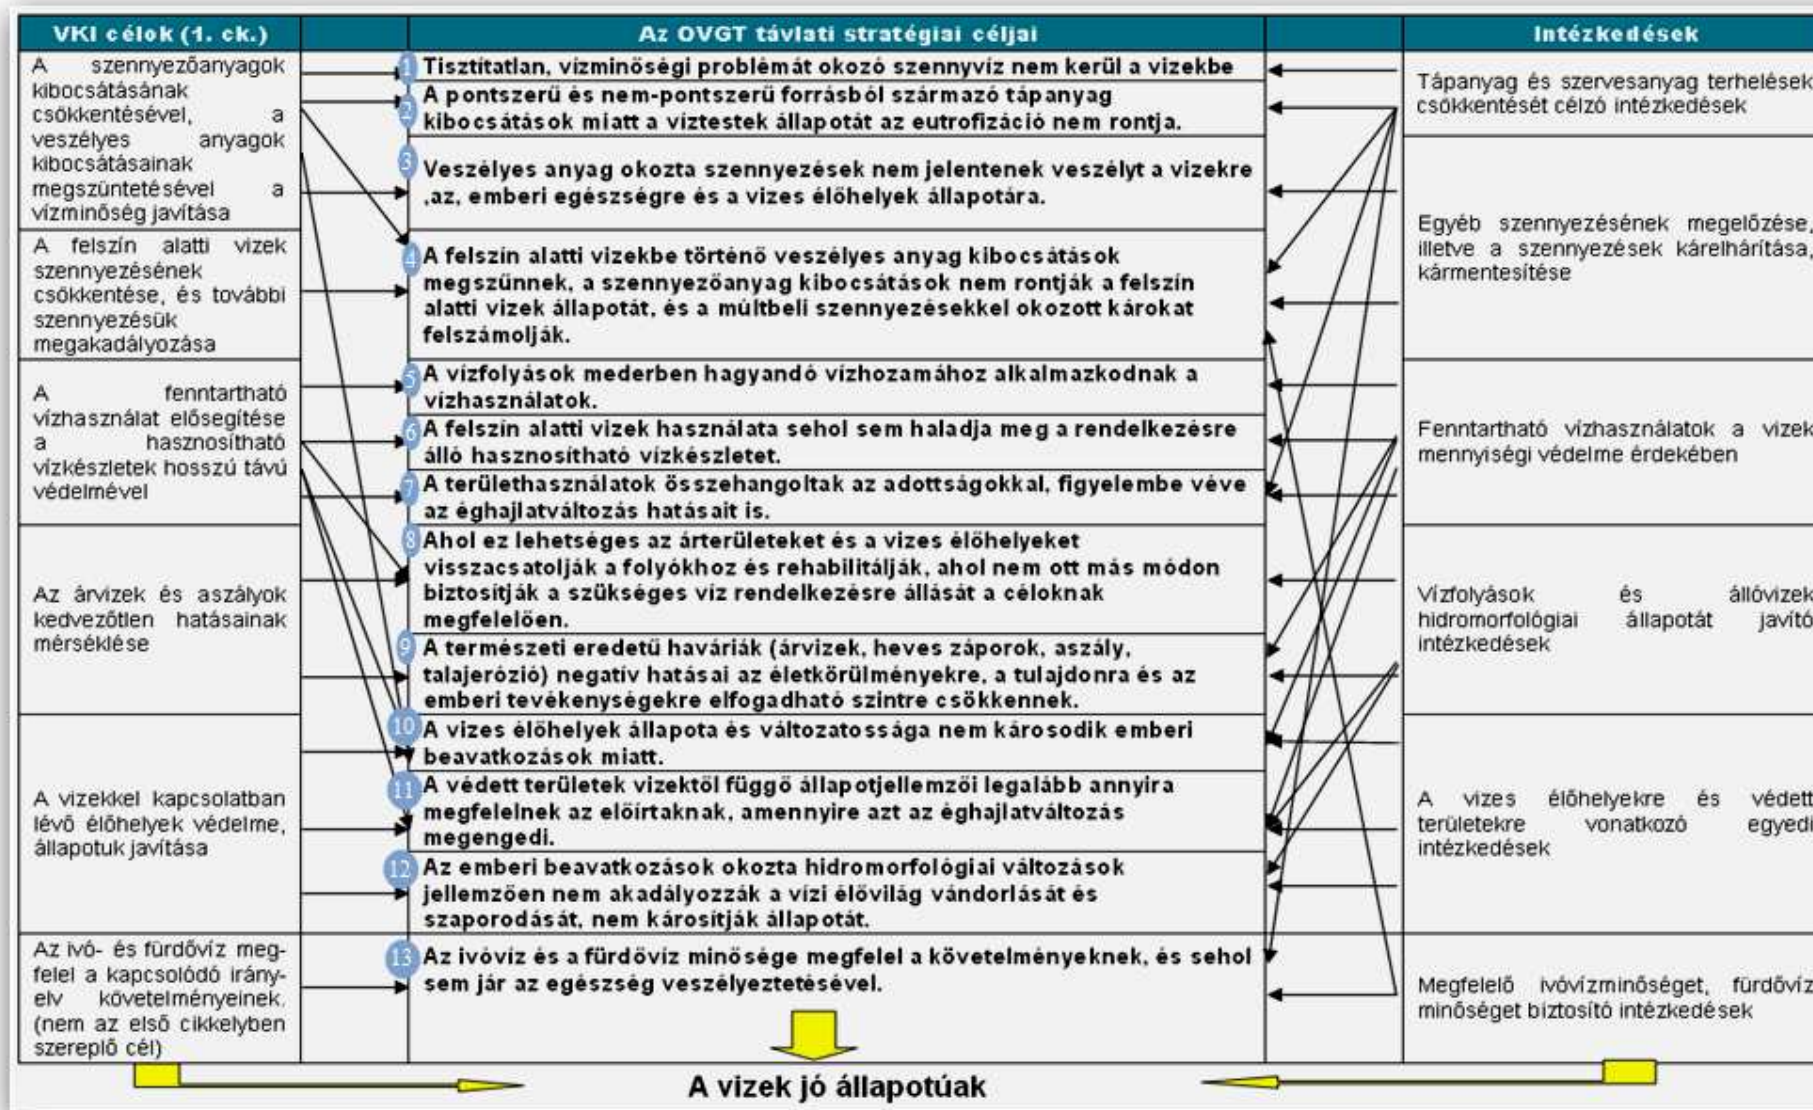 VKI célok (1. ck.)
Az OVGT távlati stratégiai céljai
Intézkedések
A szennyezőanyagok
kibocsátásának
csökkentésével, a
veszélyes anyagok
kibocsátásainak
megszüntetésével a
vízminőség javítása
A felszín alatti vizek
szennyezésének
csökkentése, és további
szennyezésük
megakadályozása
A fenntartható
vízhasználat elősegítése
a hasznosítható
vízkészletek hosszú távú
védelmével
Az árvizek és aszályok
kedvezőtlen hatásainak
mérséklése
A vizekkel kapcsolatban
lévő élőhelyek védelme,
állapotuk javítása
Az ivó- és fürdővíz meg-
felel a kapcsolódó irány-
elv követelményeinek.
(nem az első cikkelyben
szereplő cél)
1 Tisztítatlan, vízminőségi problémát okozó szennyvíz nem kerül a vizekbe
2 A pontszerű és nem-pontszerű forrásból származó tápanyag
kibocsátások miatt a víztestek állapotát az eutrofizáció nem rontja.
3 Veszélyes anyag okozta szennyezések nem jelentenek veszélyt a vizekre
,az, emberi egészségre és a vizes élőhelyek állapotára.
4 A felszín alatti vizekbe történő veszélyes anyag kibocsátások
megszűnnek, a szennyezőanyag kibocsátások nem rontják a felszín
alatti vizek állapotát, és a múltbeli szennyezésekkel okozott károkat
felszámolják.
5 A vízfolyások mederben hagyandó vízhozamához alkalmazkodnak a
vízhasználatok.
6 A felszín alatti vizek használata sehol sem haladja meg a rendelkezésre
álló hasznosítható vízkészletet.
7 A területhasználatok összehangoltak az adottságokkal, figyelembe véve
az éghajlatváltozás hatásait is.
8 Ahol ez lehetséges az árterületeket és a vizes élőhelyeket
visszacsatolják a folyókhoz és rehabilitálják, ahol nem ott más módon
biztosítják a szükséges víz rendelkezésre állását a céloknak
megfelelően.
9 A természeti eredetű haváriák (árvizek, heves záporok, aszály,
talajerózió) negatív hatásai az életkörülményekre, a tulajdonra és az
emberi tevékenységekre elfogadható szintre csökkennek.
10 A vizes élőhelyek állapota és változatossága nem károsodik emberi
beavatkozások miatt.
11 A védett területek vizektől függő állapotjellemzői legalább annyira
megfelelnek az előírtaknak, amennyire azt az éghajlatváltozás
megengedi.
12 Az emberi beavatkozások okozta hidromorfológiai változások
jellemzően nem akadályozzák a vízi élővilág vándorlását és
szaporodását, nem károsítják állapotát.
13 Az ivóvíz és a fürdővíz minősége megfelel a követelményeknek, és sehol
sem jár az egészség veszélyeztetésével.
Tápanyag és szervesanyag terhelések
csökkentését célzó intézkedések
Egyéb szennyezésének megelőzése,
illetve a szennyezések kárelhárítása,
kármentesítése
Fenntartható vízhasználatok a vizek
mennyiségi védelme érdekében
Vízfolyások és állóvizek
hidromorfológiai állapotát javító
intézkedések
A vizes élőhelyekre és védett
területekre vonatkozó egyedi
intézkedések
Megfelelő ivóvízminőséget, fürdővíz
minőséget biztosító intézkedések
A vizek jó állapotúak